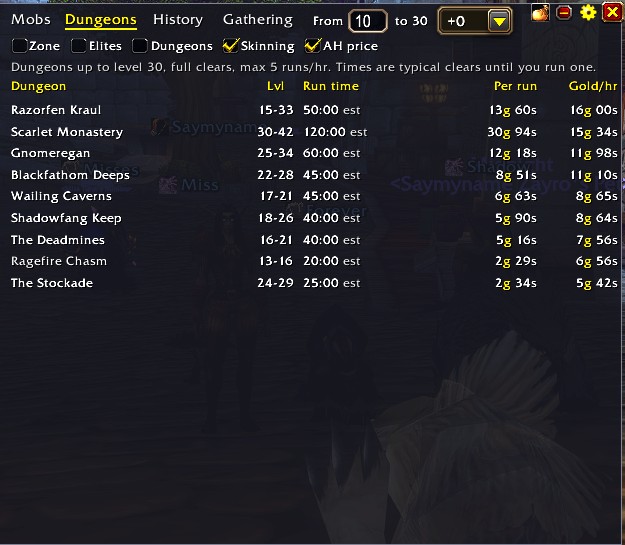 Mobs Dungeons History Gathering From 10 to 30 +0
Zone Elites Dungeons Skinning AH price
Dungeons up to level 30, full clears, max 5 runs/hr. Times are typical clears until you run one.
Dungeon Lvl Run time Per run Gold/hr
Razorfen Kraul 15-33 50:00 est 13g 60s 16g 00s
Scarlet Monastery 30-42 120:00 est 30g 94s 15g 34s
Saymynam
Gnomeregan 25-34 60:00 est 12g 18s 11g 98s
Blackfathom Deeps 22-28 45:00 est 8g 51s 11g 10s
Miss
Wailing Caverns 17-21 45:00 est 6g 63s 8g 65s
Shadowfang Keep 18-26 40:00 est 5g 90s 8g 64s
The Deadmines 16-21 40:00 est 5g 16s 7g 56s
Ragefire Chasm 13-16 20:00 est 2g 29s 6g 56s
The Stockade 24-29 25:00 est 2g 34s 5g 42s